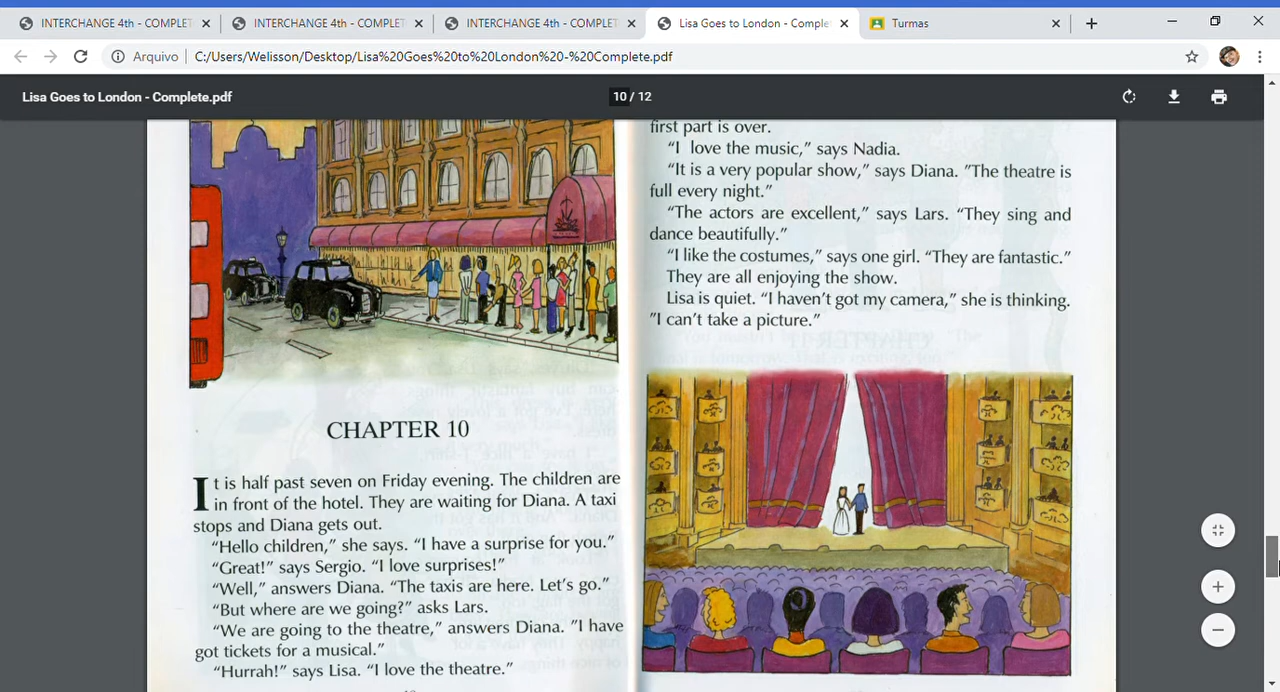 INTERCHANGE 4th - COMPLET
INTERCHANGE 4th - COMPLET
INTERCHANGE 4th - COMPLET
Lisa Goes to London - Comple
Turmas
Arquivo
C:/Users/Welisson/Desktop/Lisa%20Goes%20to%20London%20-%20Complete.pdf
Lisa Goes to London - Complete.pdf
10 / 12
CHAPTER 10
It is half past seven on Friday evening. The children are
in front of the hotel. They are waiting for Diana. A taxi
stops and Diana gets out.
“Hello children,” she says. “I have a surprise for you.”
“Great!” says Sergio. “I love surprises!”
“Well,” answers Diana. “The taxis are here. Let’s go.”
“But where are we going?” asks Lars.
“We are going to the theatre,” answers Diana. ”I have
got tickets for a musical.”
“Hurrah!” says Lisa. “I love the theatre.”
first part is over.
“I love the music,” says Nadia.
“It is a very popular show,” says Diana. ”The theatre is
full every night.”
“The actors are excellent,” says Lars. “They sing and
dance beautifully.”
“I like the costumes,” says one girl. “They are fantastic.”
They are all enjoying the show.
Lisa is quiet. “I haven’t got my camera,” she is thinking.
”I can’t take a picture.”